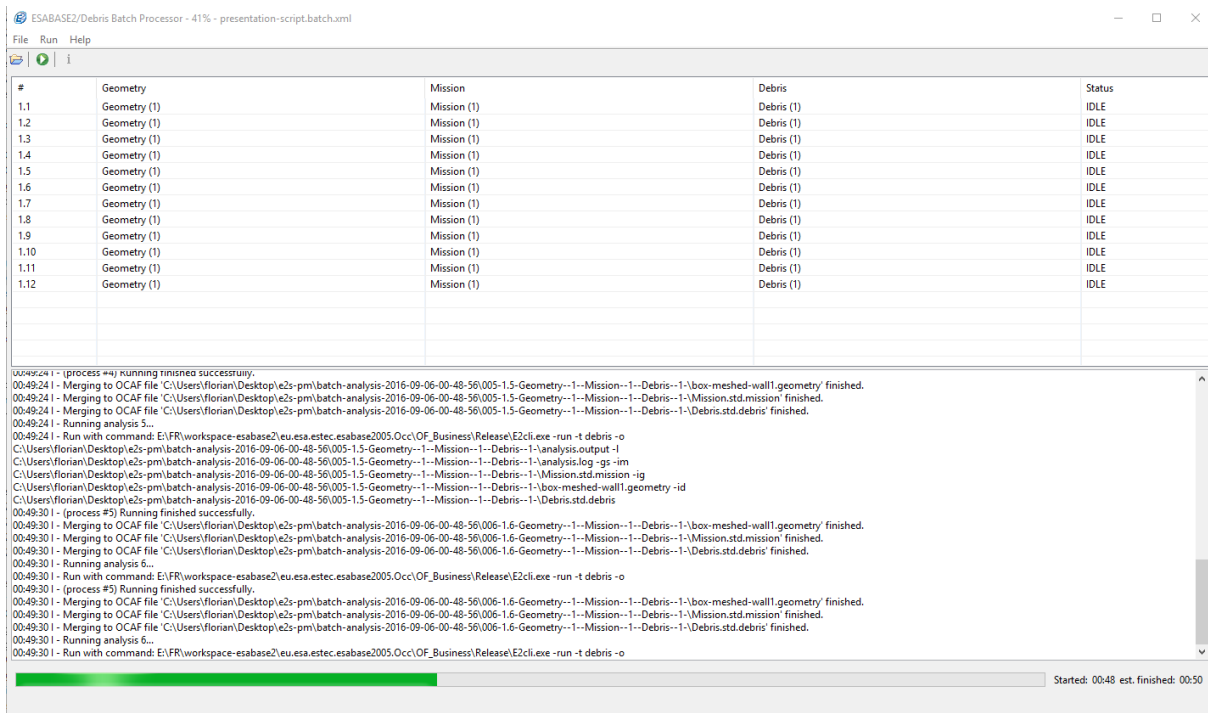 ESABASE2/Debris Batch Processor - 41% - presentation-script.batch.xml
File Run Help
# Geometry Mission Debris Status
1.1 Geometry (1) Mission (1) Debris (1) IDLE
1.2 Geometry (1) Mission (1) Debris (1) IDLE
1.3 Geometry (1) Mission (1) Debris (1) IDLE
1.4 Geometry (1) Mission (1) Debris (1) IDLE
1.5 Geometry (1) Mission (1) Debris (1) IDLE
1.6 Geometry (1) Mission (1) Debris (1) IDLE
1.7 Geometry (1) Mission (1) Debris (1) IDLE
1.8 Geometry (1) Mission (1) Debris (1) IDLE
1.9 Geometry (1) Mission (1) Debris (1) IDLE
1.10 Geometry (1) Mission (1) Debris (1) IDLE
1.11 Geometry (1) Mission (1) Debris (1) IDLE
1.12 Geometry (1) Mission (1) Debris (1) IDLE
00:49:24 I - (process #4) Running finished successfully.
00:49:24 I - Merging to OCAF file 'C:\Users\florian\Desktop\e2s-pm\batch-analysis-2016-09-06-00-48-56\005-1.5-Geometry--1--Mission--1--Debris--1-\box-meshed-wall1.geometry' finished.
00:49:24 I - Merging to OCAF file 'C:\Users\florian\Desktop\e2s-pm\batch-analysis-2016-09-06-00-48-56\005-1.5-Geometry--1--Mission--1--Debris--1-\Mission.std.mission' finished.
00:49:24 I - Merging to OCAF file 'C:\Users\florian\Desktop\e2s-pm\batch-analysis-2016-09-06-00-48-56\005-1.5-Geometry--1--Mission--1--Debris--1-\Debris.std.debris' finished.
00:49:24 I - Running analysis 5...
00:49:24 I - Run with command: E:\FR\workspace-esabase2\eu.esa.estec.esabase2005.Occ\OF_Business\Release\E2cli.exe -run -t debris -o
C:\Users\florian\Desktop\e2s-pm\batch-analysis-2016-09-06-00-48-56\005-1.5-Geometry--1--Mission--1--Debris--1-\analysis.output -l
C:\Users\florian\Desktop\e2s-pm\batch-analysis-2016-09-06-00-48-56\005-1.5-Geometry--1--Mission--1--Debris--1-\analysis.log -gs -im
C:\Users\florian\Desktop\e2s-pm\batch-analysis-2016-09-06-00-48-56\005-1.5-Geometry--1--Mission--1--Debris--1-\Mission.std.mission -ig
C:\Users\florian\Desktop\e2s-pm\batch-analysis-2016-09-06-00-48-56\005-1.5-Geometry--1--Mission--1--Debris--1-\box-meshed-wall1.geometry -id
C:\Users\florian\Desktop\e2s-pm\batch-analysis-2016-09-06-00-48-56\005-1.5-Geometry--1--Mission--1--Debris--1-\Debris.std.debris
00:49:30 I - (process #5) Running finished successfully.
00:49:30 I - Merging to OCAF file 'C:\Users\florian\Desktop\e2s-pm\batch-analysis-2016-09-06-00-48-56\006-1.6-Geometry--1--Mission--1--Debris--1-\box-meshed-wall1.geometry' finished.
00:49:30 I - Merging to OCAF file 'C:\Users\florian\Desktop\e2s-pm\batch-analysis-2016-09-06-00-48-56\006-1.6-Geometry--1--Mission--1--Debris--1-\Mission.std.mission' finished.
00:49:30 I - Merging to OCAF file 'C:\Users\florian\Desktop\e2s-pm\batch-analysis-2016-09-06-00-48-56\006-1.6-Geometry--1--Mission--1--Debris--1-\Debris.std.debris' finished.
00:49:30 I - Running analysis 6...
00:49:30 I - Run with command: E:\FR\workspace-esabase2\eu.esa.estec.esabase2005.Occ\OF_Business\Release\E2cli.exe -run -t debris -o
00:49:30 I - (process #5) Running finished successfully.
00:49:30 I - Merging to OCAF file 'C:\Users\florian\Desktop\e2s-pm\batch-analysis-2016-09-06-00-48-56\006-1.6-Geometry--1--Mission--1--Debris--1-\box-meshed-wall1.geometry' finished.
00:49:30 I - Merging to OCAF file 'C:\Users\florian\Desktop\e2s-pm\batch-analysis-2016-09-06-00-48-56\006-1.6-Geometry--1--Mission--1--Debris--1-\Mission.std.mission' finished.
00:49:30 I - Merging to OCAF file 'C:\Users\florian\Desktop\e2s-pm\batch-analysis-2016-09-06-00-48-56\006-1.6-Geometry--1--Mission--1--Debris--1-\Debris.std.debris' finished.
00:49:30 I - Running analysis 6...
00:49:30 I - Run with command: E:\FR\workspace-esabase2\eu.esa.estec.esabase2005.Occ\OF_Business\Release\E2cli.exe -run -t debris -o
Started: 00:48 est. finished: 00:50